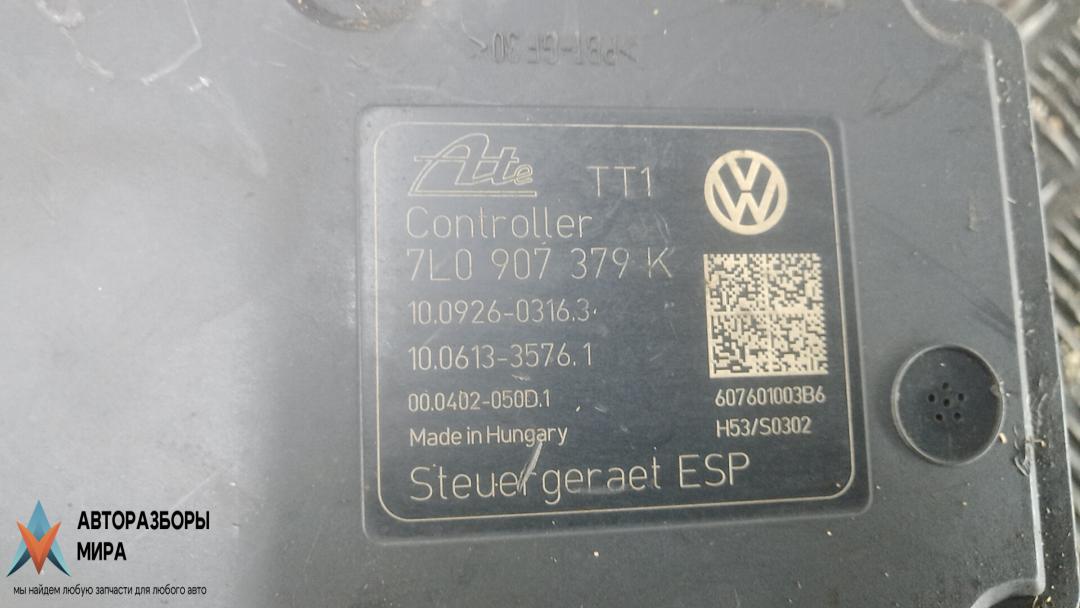 >PBT-GF30<
Ate
TT1
Controller
7L0 907 379 K
10.0926-0316.3
10.0613-3576.1
00.0402-050D.1
607601003B6
Made in Hungary
H53/S0302
Steuergeraet ESP
АВТОРАЗБОРЫ
МИРА
мы найдем любую запчасти для любого авто